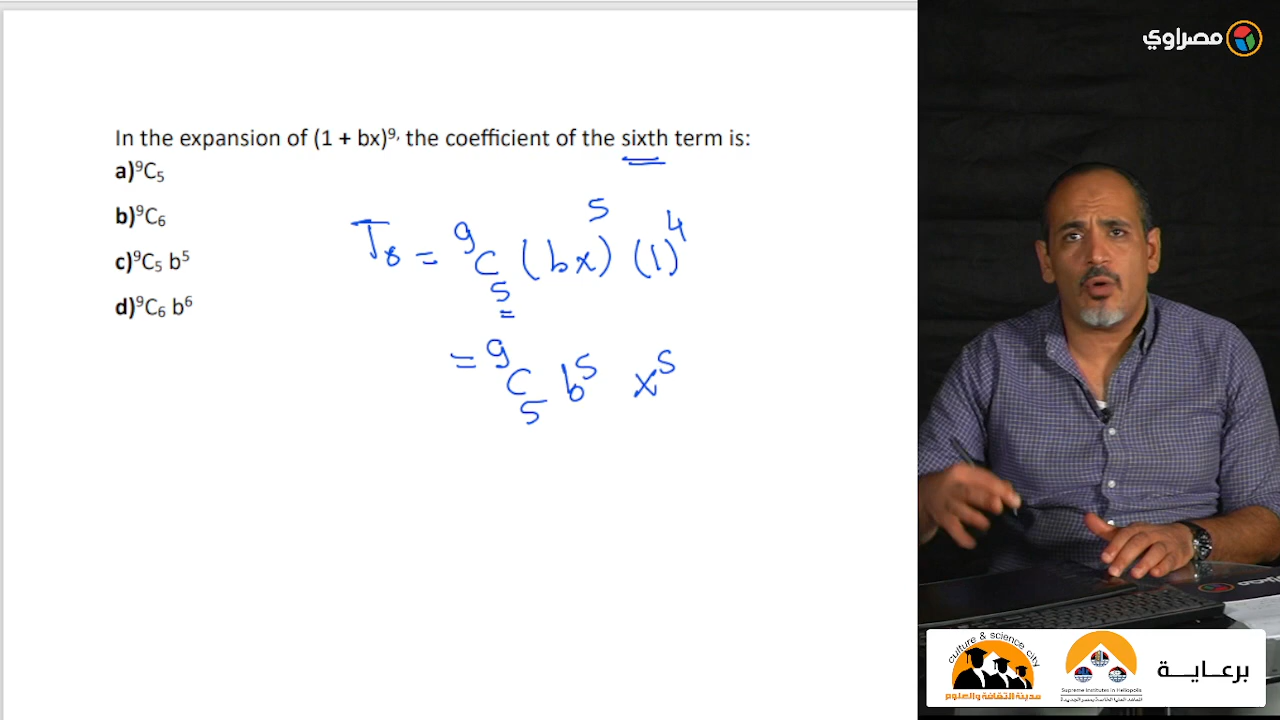 مصراوي
In the expansion of (1 + bx)⁹, the coefficient of the sixth term is:
a)⁹C₅
b)⁹C₆
c)⁹C₅ b⁵
d)⁹C₆ b⁶
T₆ = ⁹C₅ (bx)⁵ (1)⁴
= ⁹C₅ b⁵ x⁵
culture & science city
مدينة الثقافة والعلوم
Supreme Institutes in Heliopolis
برعايـــة